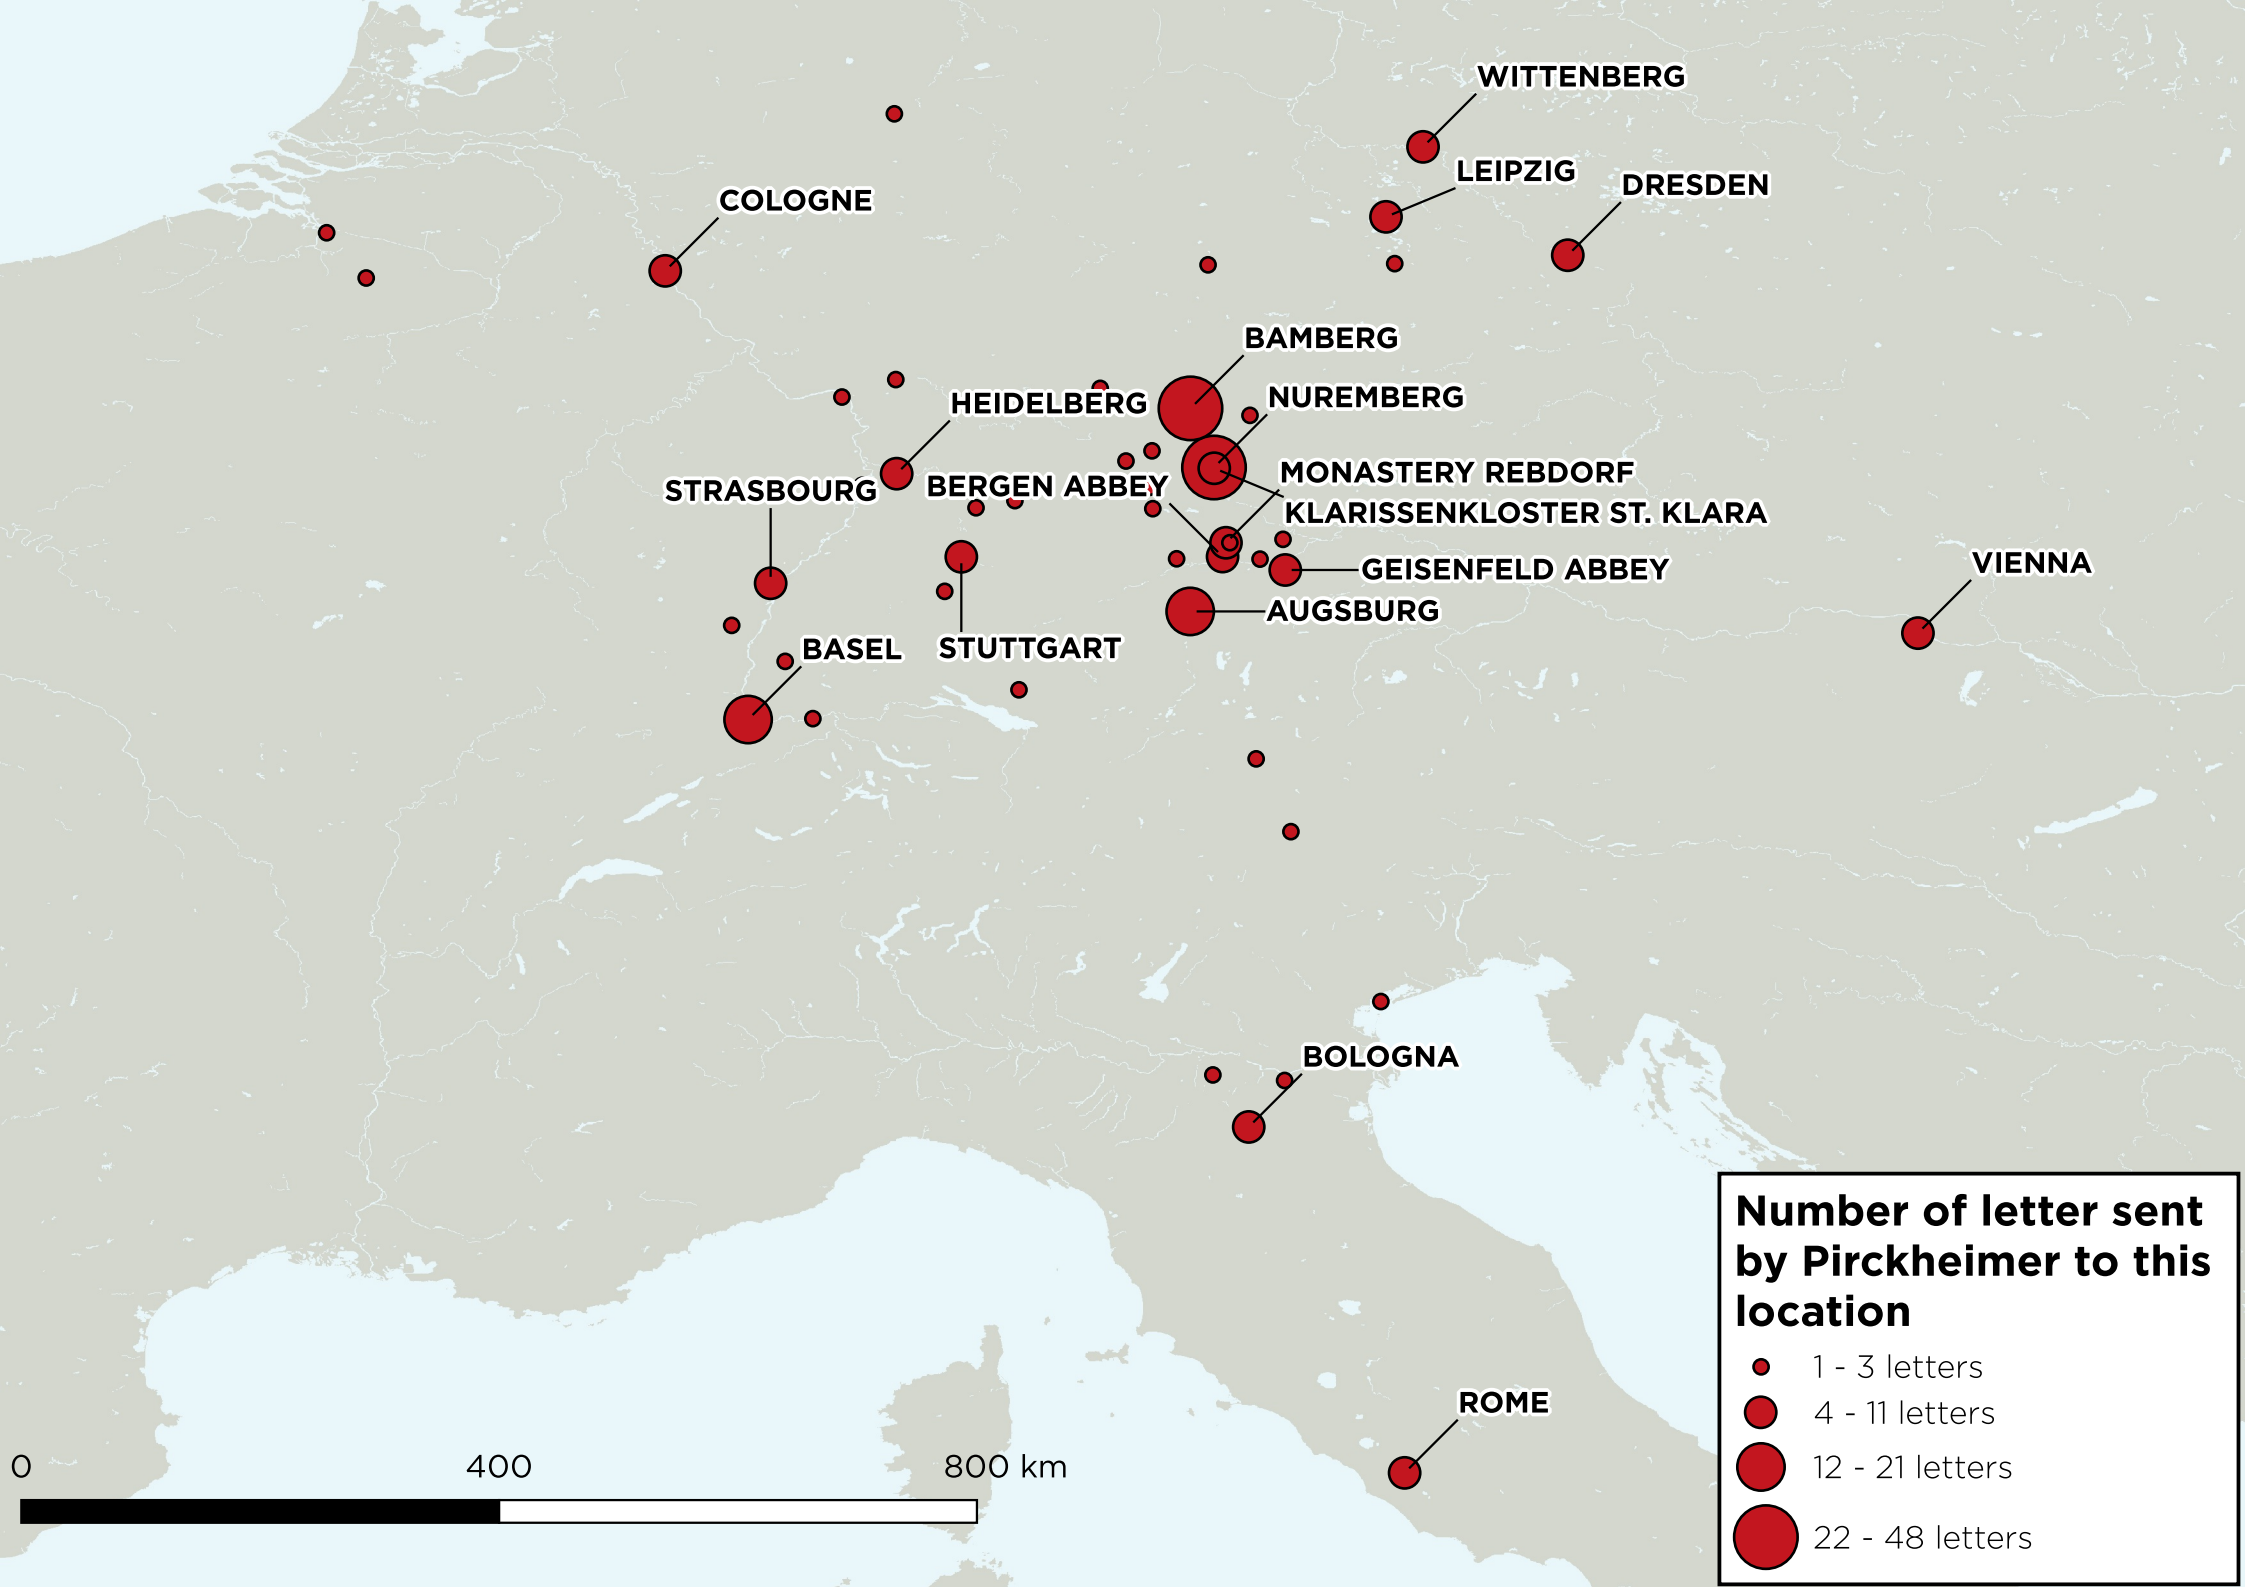 WITTENBERG
LEIPZIG
DRESDEN
COLOGNE
BAMBERG
NUREMBERG
HEIDELBERG
MONASTERY REBDORF
BERGEN ABBEY
STRASBOURG
KLARISSENKLOSTER ST. KLARA
VIENNA
GEISENFELD ABBEY
AUGSBURG
STUTTGART
BASEL
BOLOGNA
ROME
0 400 800 km
Number of letter sent
by Pirckheimer to this
location
1 - 3 letters
4 - 11 letters
12 - 21 letters
22 - 48 letters